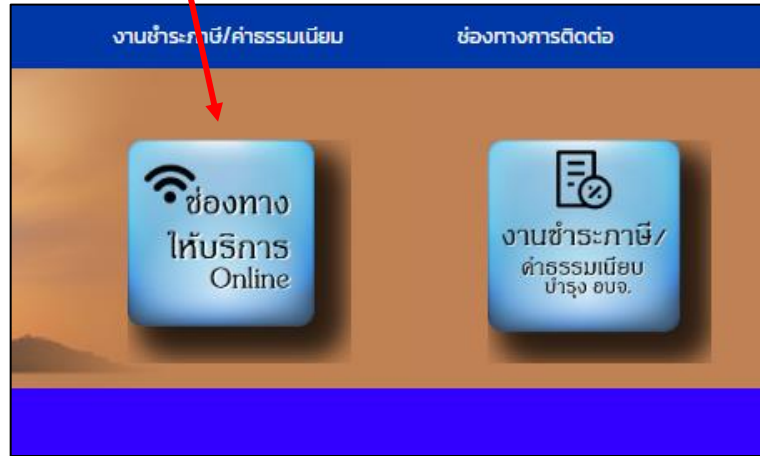 งานชำระภาษี/ค่าธรรมเนียม
ช่องทางการติดต่อ
ช่องทาง
ให้บริการ
Online
งานชำระภาษี/
ค่าธรรมเนียบ
บำรุง อบจ.